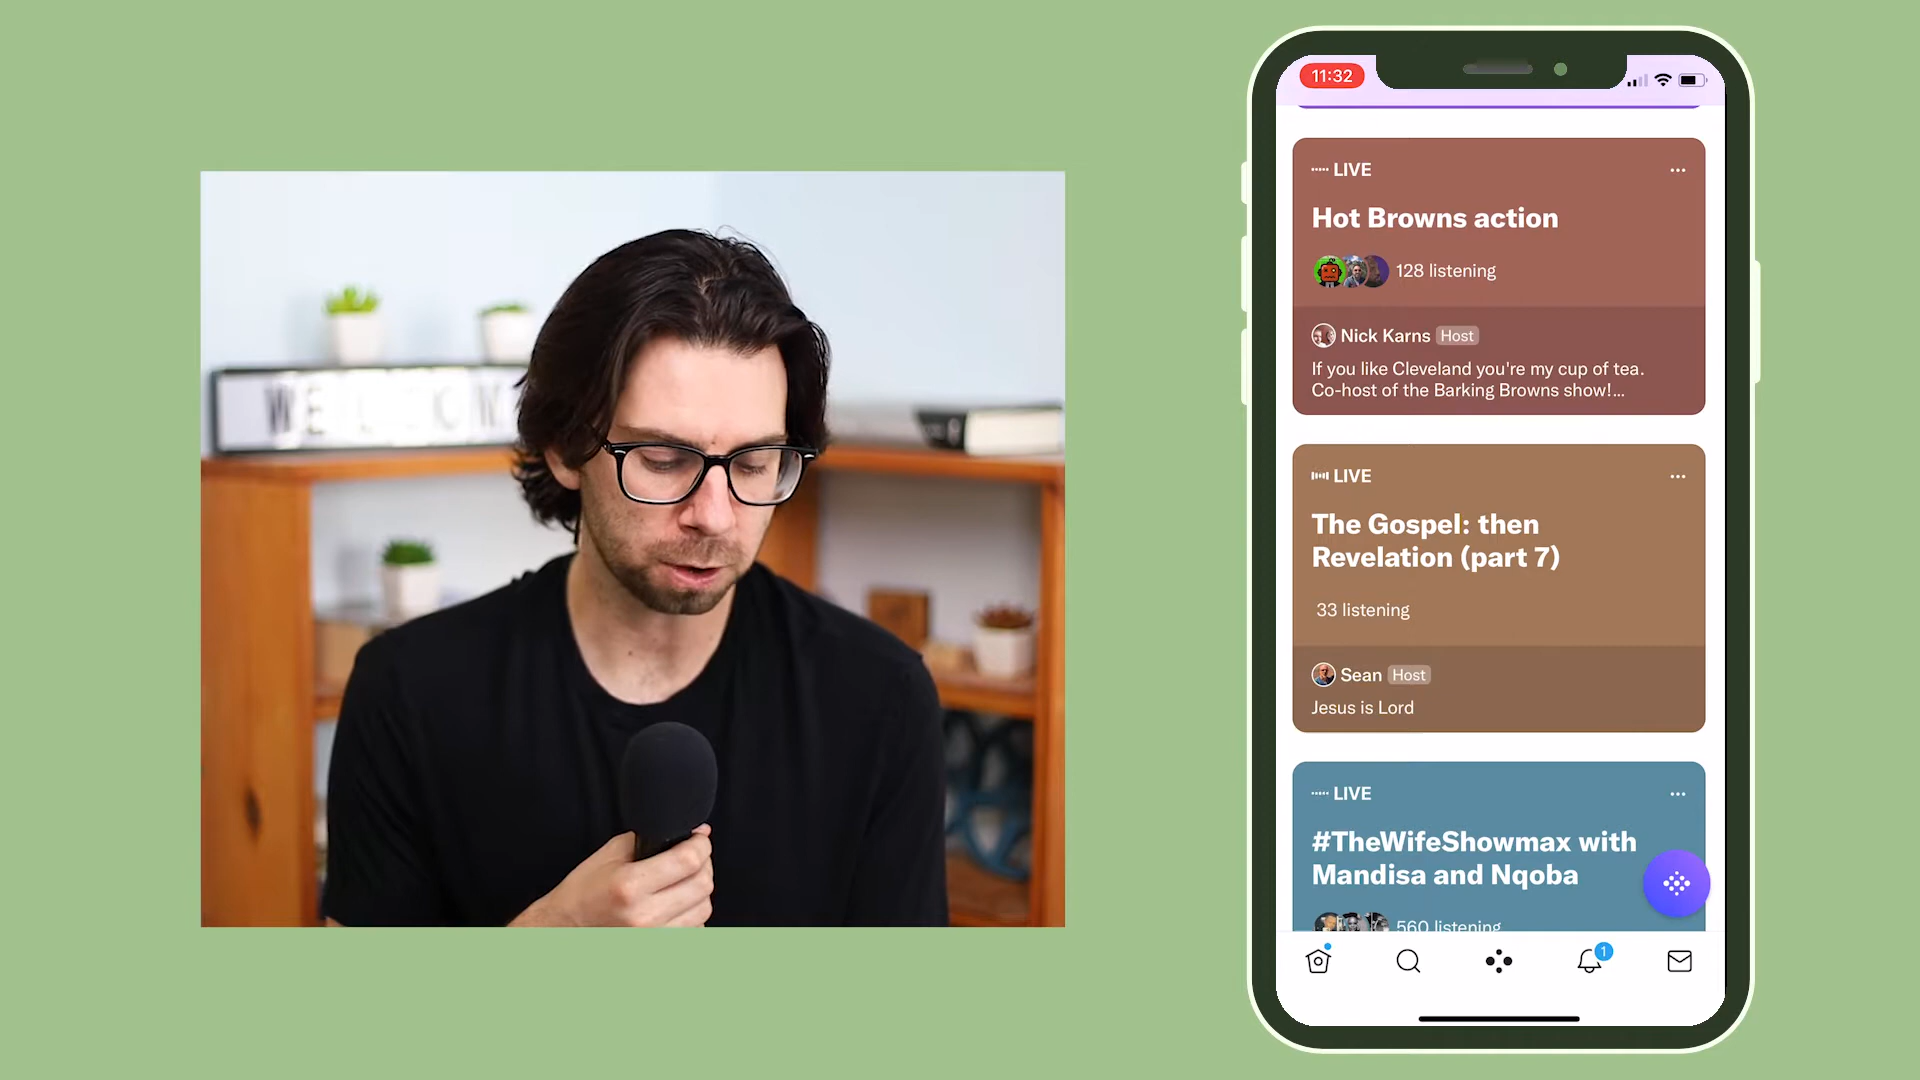 11:32
LIVE
Hot Browns action
128 listening
Nick Karns Host
If you like Cleveland you're my cup of tea.
Co-host of the Barking Browns show!...
LIVE
The Gospel: then
Revelation (part 7)
33 listening
Sean Host
Jesus is Lord
LIVE
#TheWifeShowmax with
Mandisa and Nqoba
560 listening
1